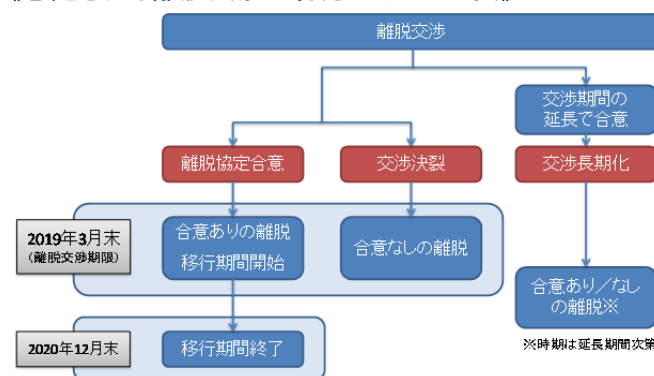 離脱交渉
交渉期間の
延長で合意
離脱協定合意
交渉決裂
交渉長期化
2019年3月末
(離脱交渉期限)
合意ありの離脱
移行期間開始
合意なしの離脱
合意あり／なし
の離脱※
2020年12月末
移行期間終了
※時期は延長期間次第